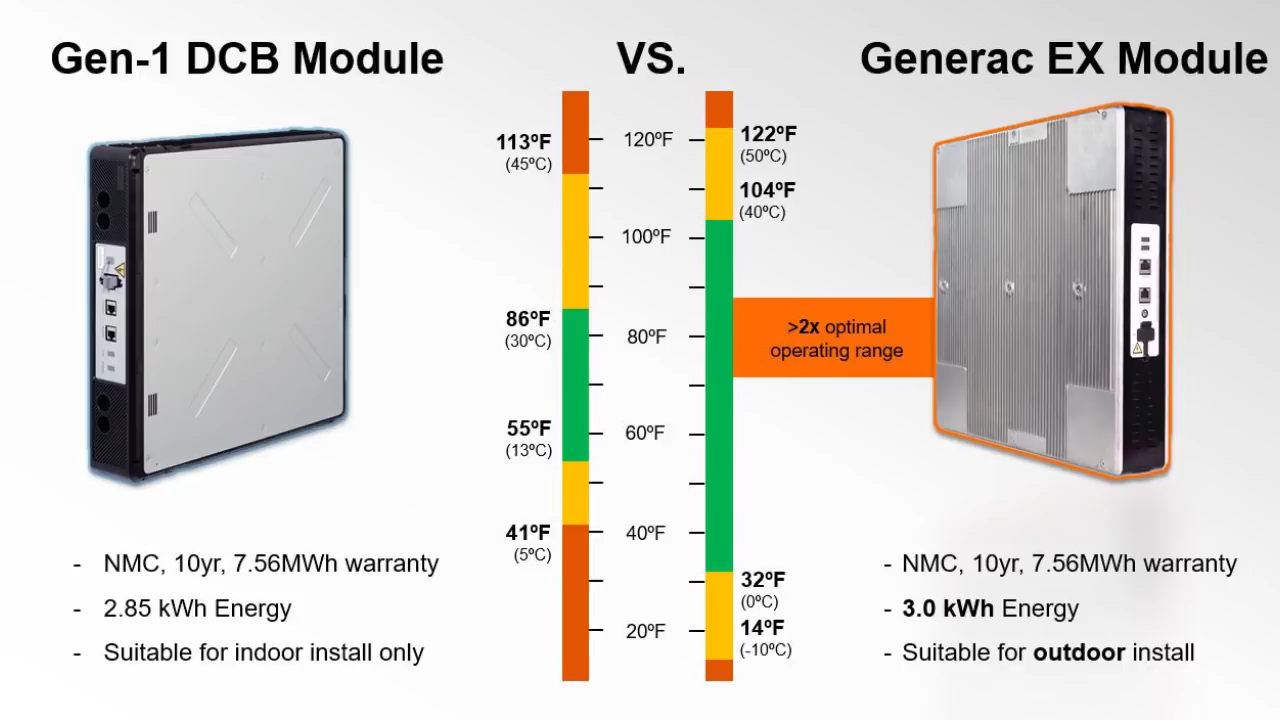 Gen-1 DCB Module
VS.
Generac EX Module
113ºF
(45ºC)
86ºF
(30ºC)
55ºF
(13ºC)
41ºF
(5ºC)
120ºF
100ºF
80ºF
60ºF
40ºF
20ºF
122ºF
(50ºC)
104ºF
(40ºC)
>2x optimal
operating range
32ºF
(0ºC)
14ºF
(-10ºC)
- NMC, 10yr, 7.56MWh warranty
- 2.85 kWh Energy
- Suitable for indoor install only
- NMC, 10yr, 7.56MWh warranty
- 3.0 kWh Energy
- Suitable for outdoor install